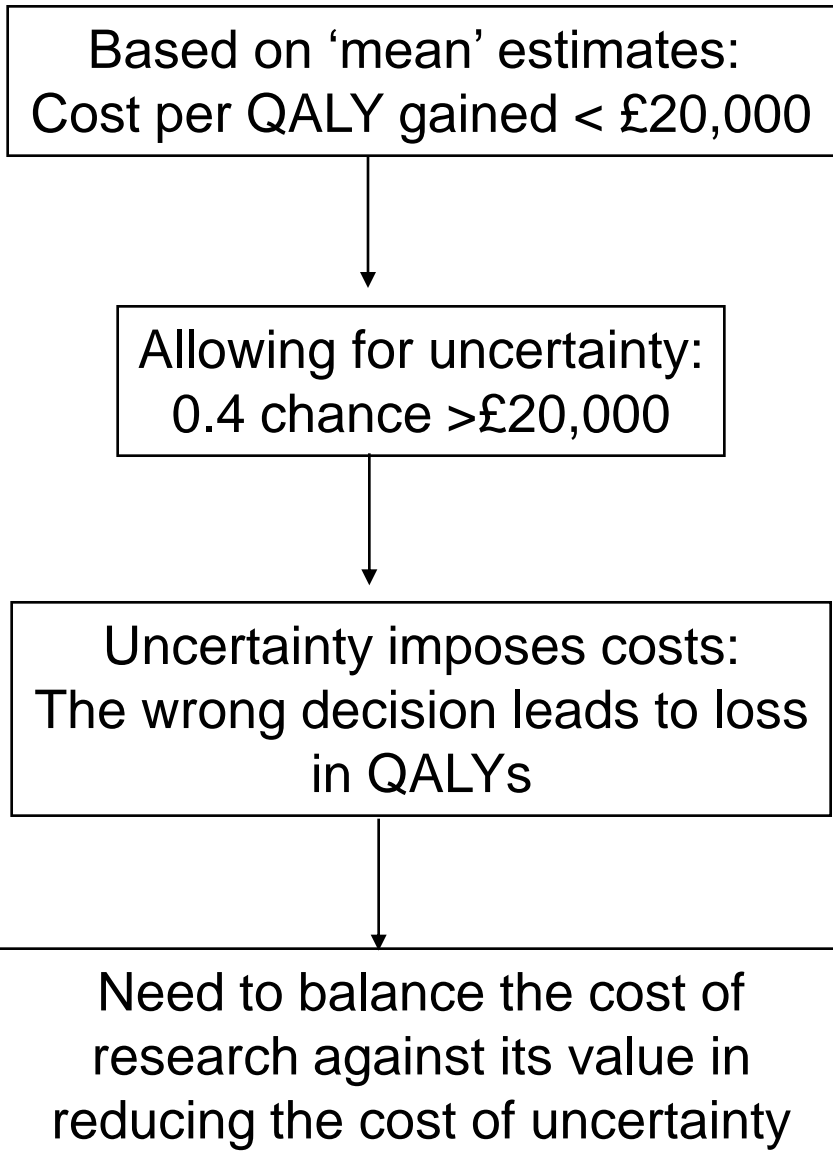 Based on ‘mean’ estimates:
Cost per QALY gained < £20,000
Allowing for uncertainty:
0.4 chance >£20,000
Uncertainty imposes costs:
The wrong decision leads to loss
in QALYs
Need to balance the cost of
research against its value in
reducing the cost of uncertainty